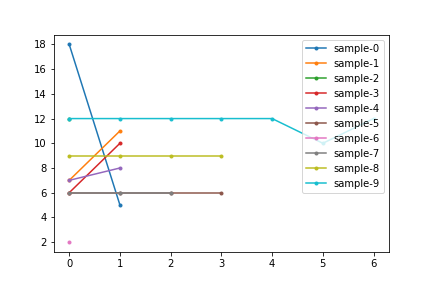 18
16
14
12
10
8
6
4
2
0 1 2 3 4 5 6
sample-0
sample-1
sample-2
sample-3
sample-4
sample-5
sample-6
sample-7
sample-8
sample-9